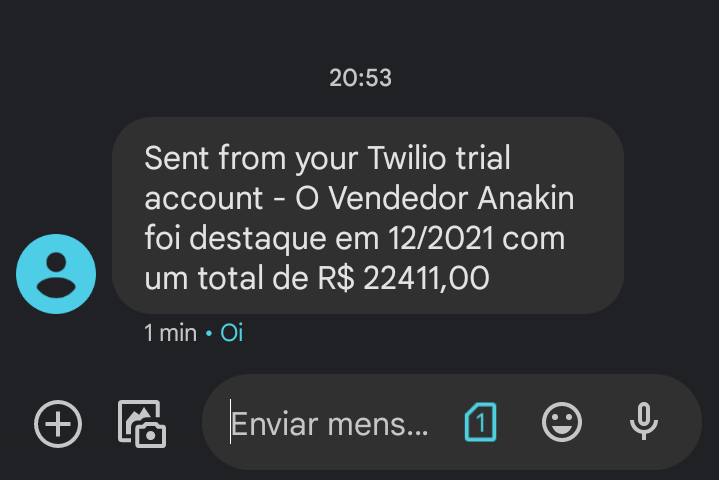 20:53
Sent from your Twilio trial
account - O Vendedor Anakin
foi destaque em 12/2021 com
um total de R$ 22411,00
1 min • Oi
Enviar mens... 1